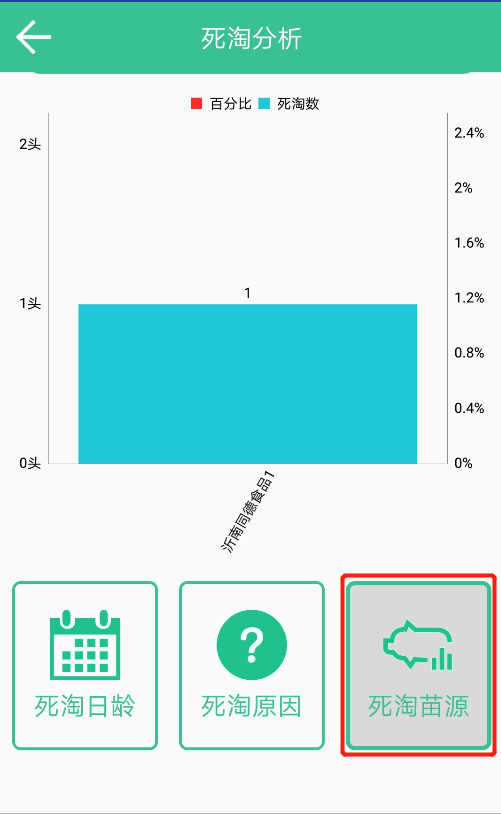 死淘分析
百分比 死淘数
2头
2.4%
2%
1.6%
1
1头
1.2%
0.8%
0.4%
0头
0%
沂南同德食品1
死淘日龄 死淘原因 死淘苗源